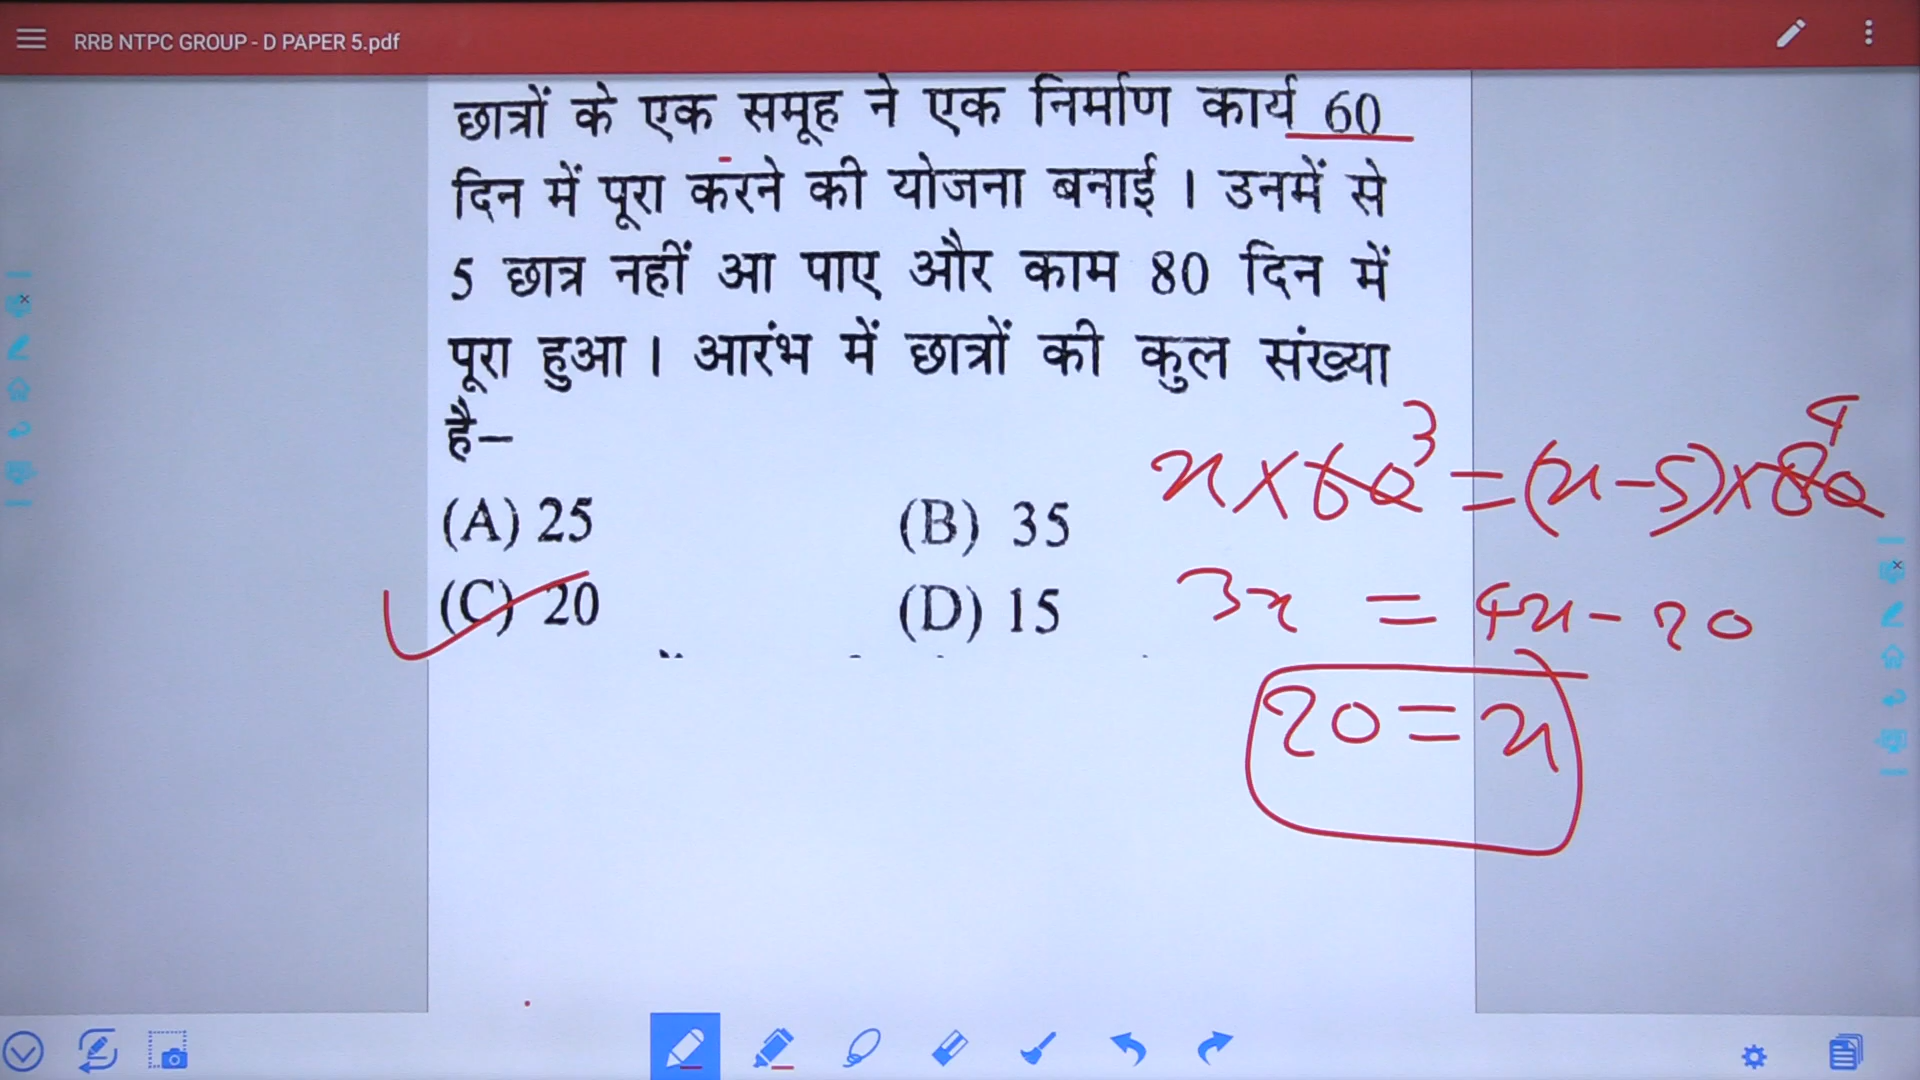 RRB NTPC GROUP - D PAPER 5.pdf
छात्रों के एक समूह ने एक निर्माण कार्य 60
दिन में पूरा करने की योजना बनाई । उनमें से
5 छात्र नहीं आ पाए और काम 80 दिन में
पूरा हुआ । आरंभ में छात्रों की कुल संख्या
है–
(A) 25 (B) 35
(C) 20 (D) 15
x × 60 3 = (x - 5) × 80 4
3x = 4x - 20
20 = x